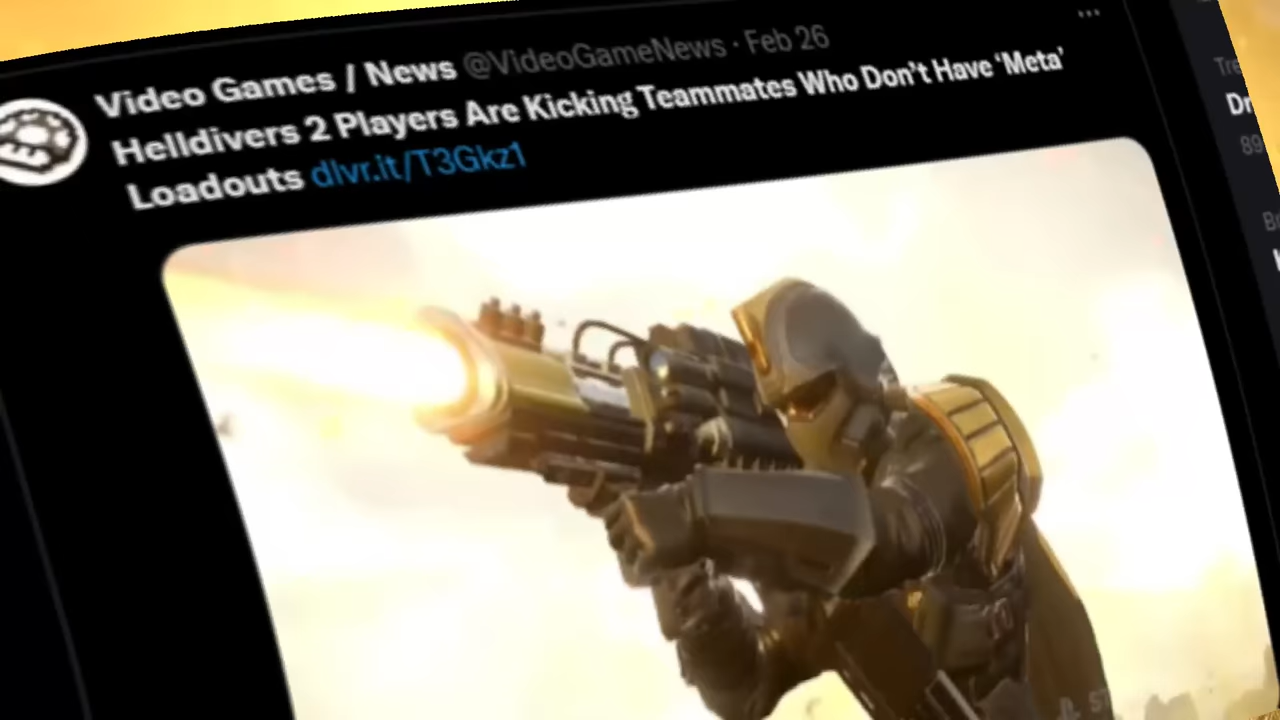 Video Games / News @VideoGameNews · Feb 26
Helldivers 2 Players Are Kicking Teammates Who Don't Have ‘Meta’
Loadouts dlvr.it/T3Gkz1